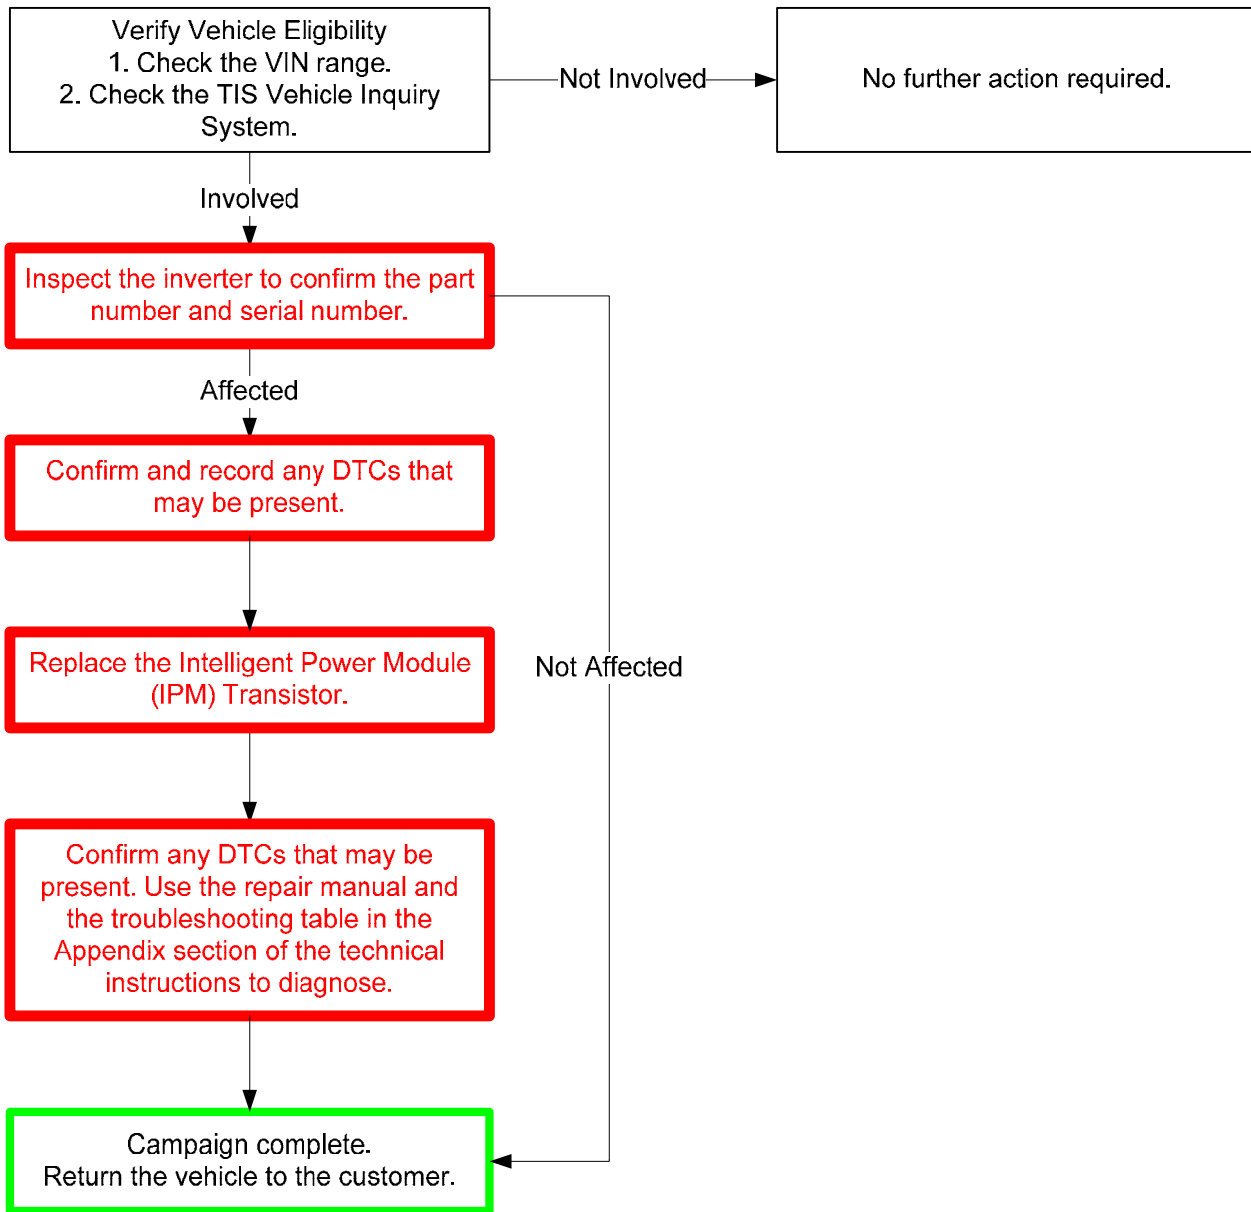 Verify Vehicle Eligibility
1. Check the VIN range.
2. Check the TIS Vehicle Inquiry
System.
Not Involved
No further action required.
Involved
Inspect the inverter to confirm the part
number and serial number.
Affected
Confirm and record any DTCs that
may be present.
Replace the Intelligent Power Module
(IPM) Transistor.
Not Affected
Confirm any DTCs that may be
present. Use the repair manual and
the troubleshooting table in the
Appendix section of the technical
instructions to diagnose.
Campaign complete.
Return the vehicle to the customer.